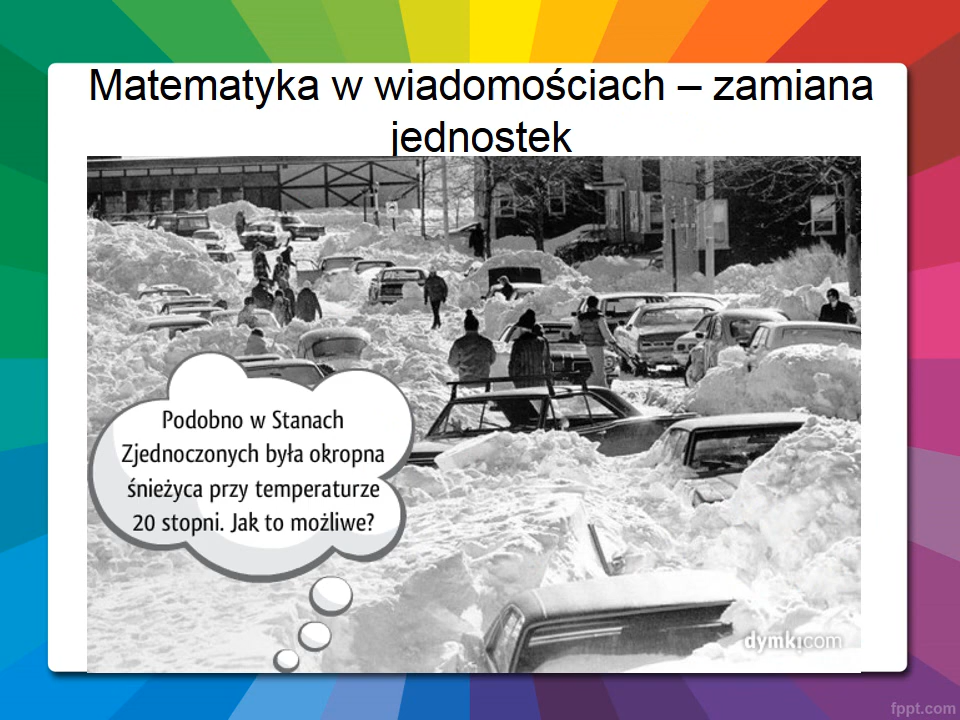 Matematyka w wiadomościach – zamiana
jednostek
Podobno w Stanach
Zjednoczonych była okropna
śnieżyca przy temperaturze
20 stopni. Jak to możliwe?
dymki.com
fppt.com